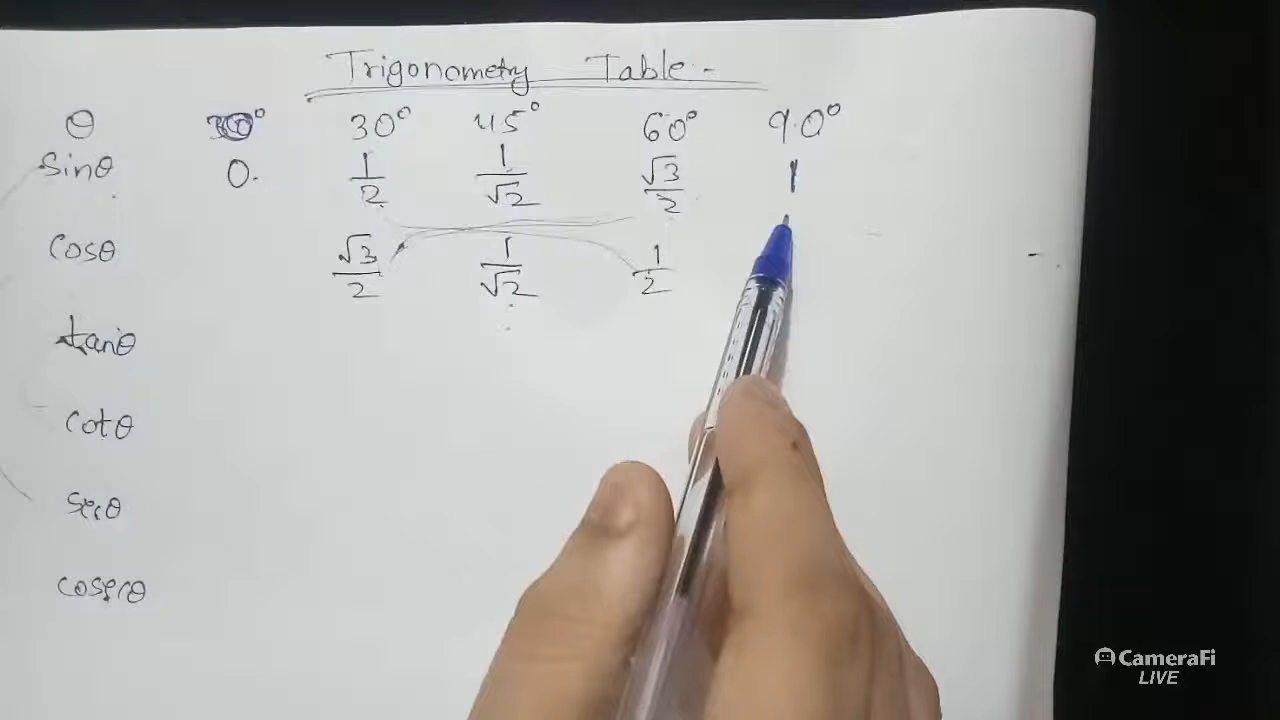 Trigonometry Table -
θ 0° 30° 45° 60° 90°
sinθ 0 1/2 1/√2 √3/2 1
cosθ √3/2 1/√2 1/2
tanθ
cotθ
secθ
cosecθ
CameraFi
LIVE